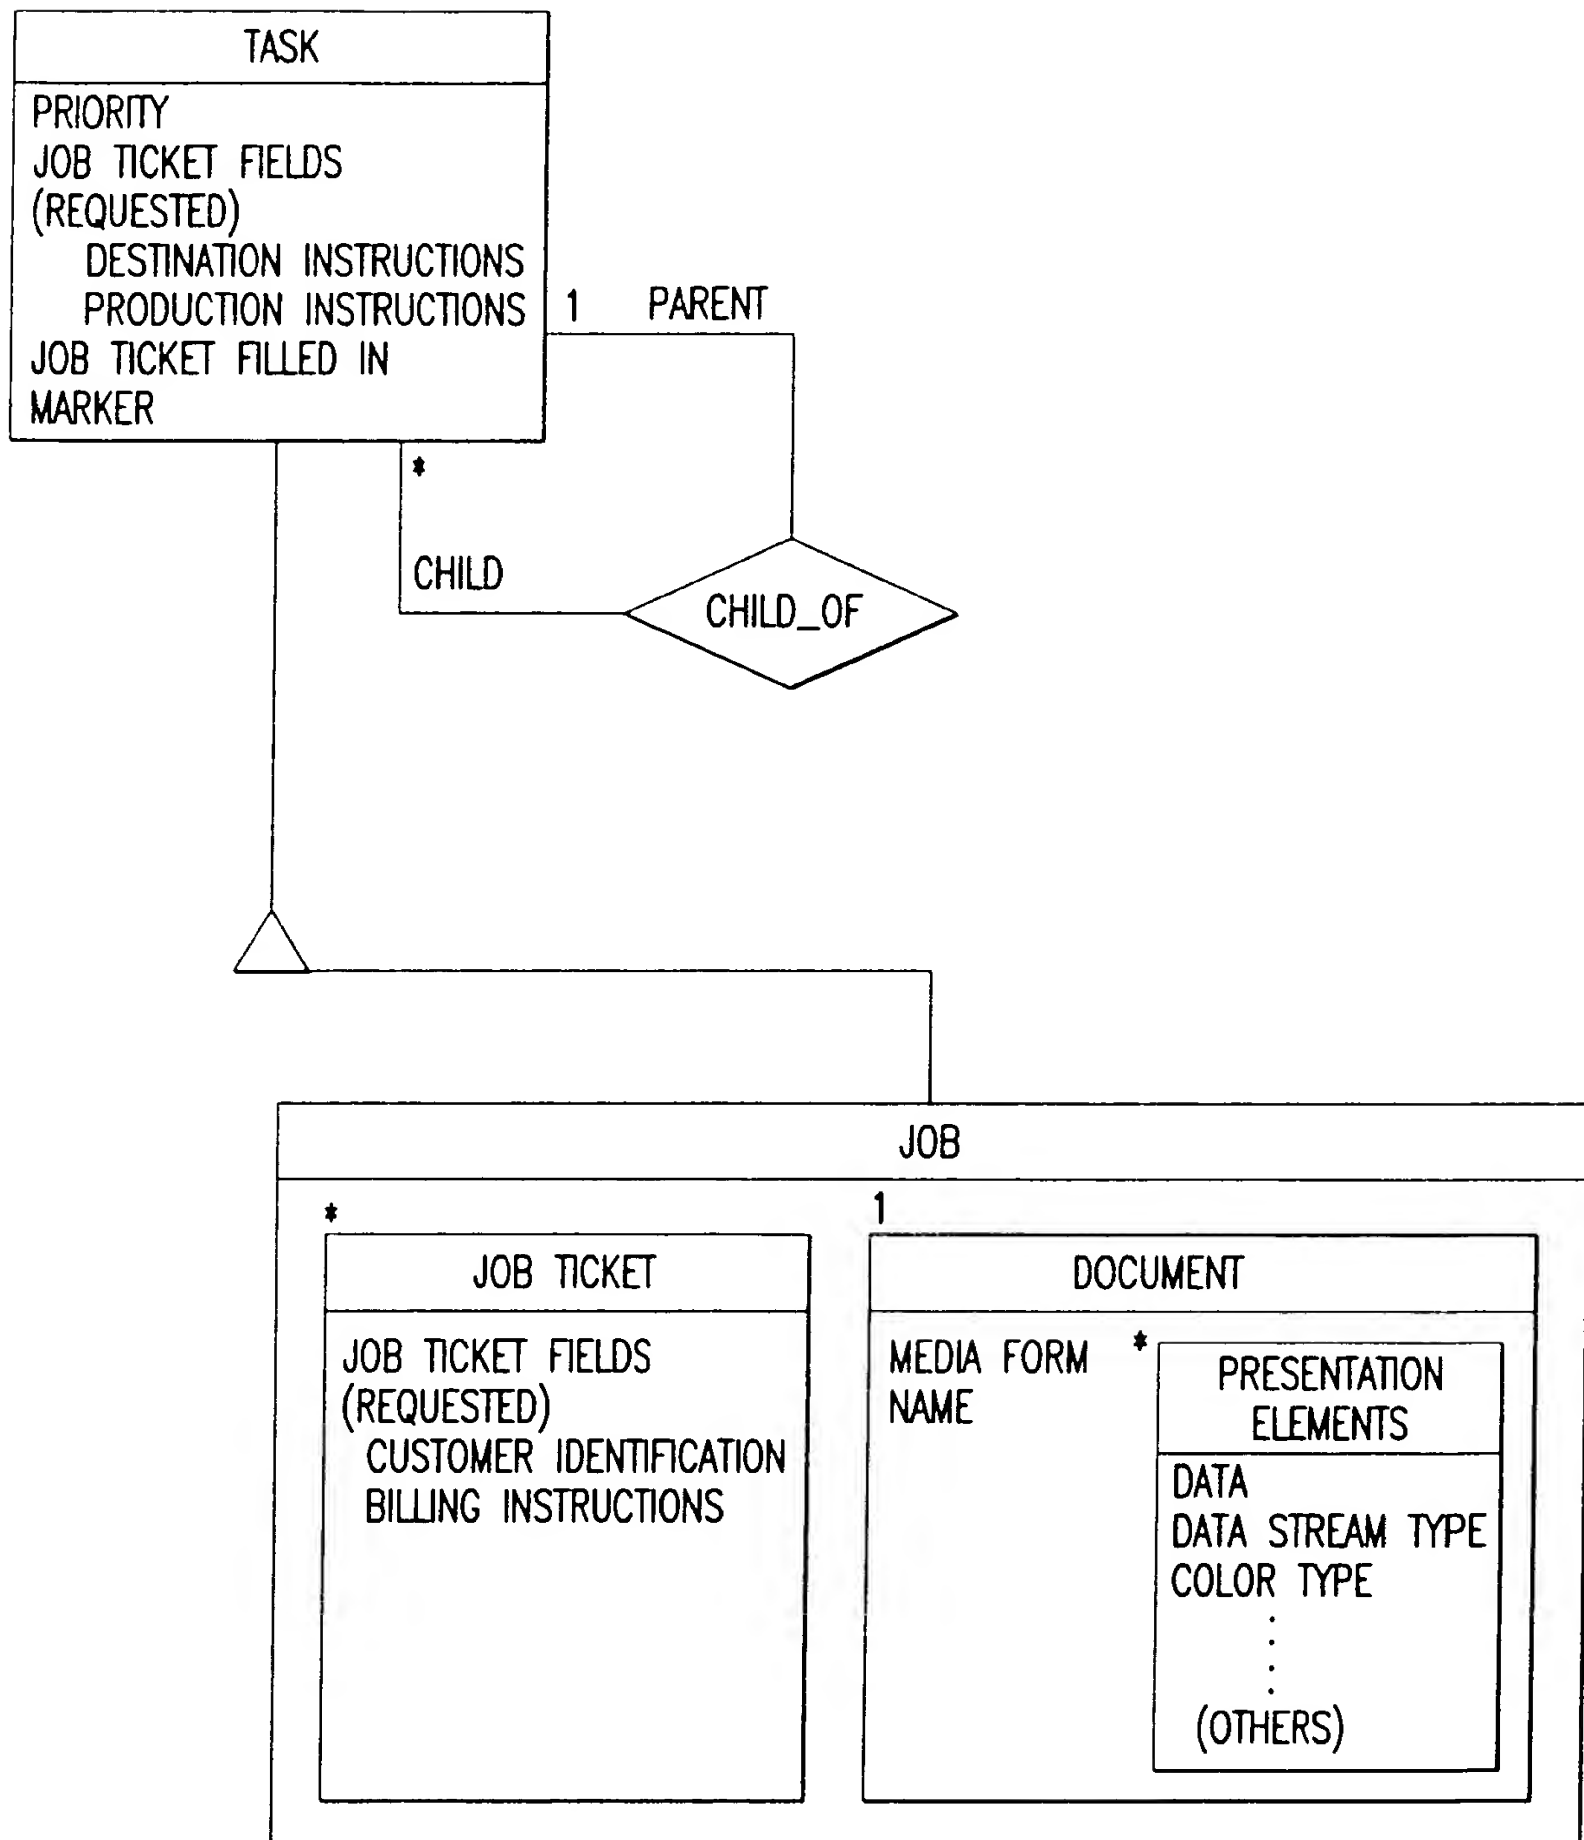 TASK
PRIORITY
JOB TICKET FIELDS
(REQUESTED)
DESTINATION INSTRUCTIONS
PRODUCTION INSTRUCTIONS
JOB TICKET FILLED IN
MARKER
1 PARENT
*
CHILD
CHILD_OF
JOB
*
JOB TICKET
JOB TICKET FIELDS
(REQUESTED)
CUSTOMER IDENTIFICATION
BILLING INSTRUCTIONS
1
DOCUMENT
MEDIA FORM
NAME
*
PRESENTATION
ELEMENTS
DATA
DATA STREAM TYPE
COLOR TYPE
.
.
.
.
(OTHERS)